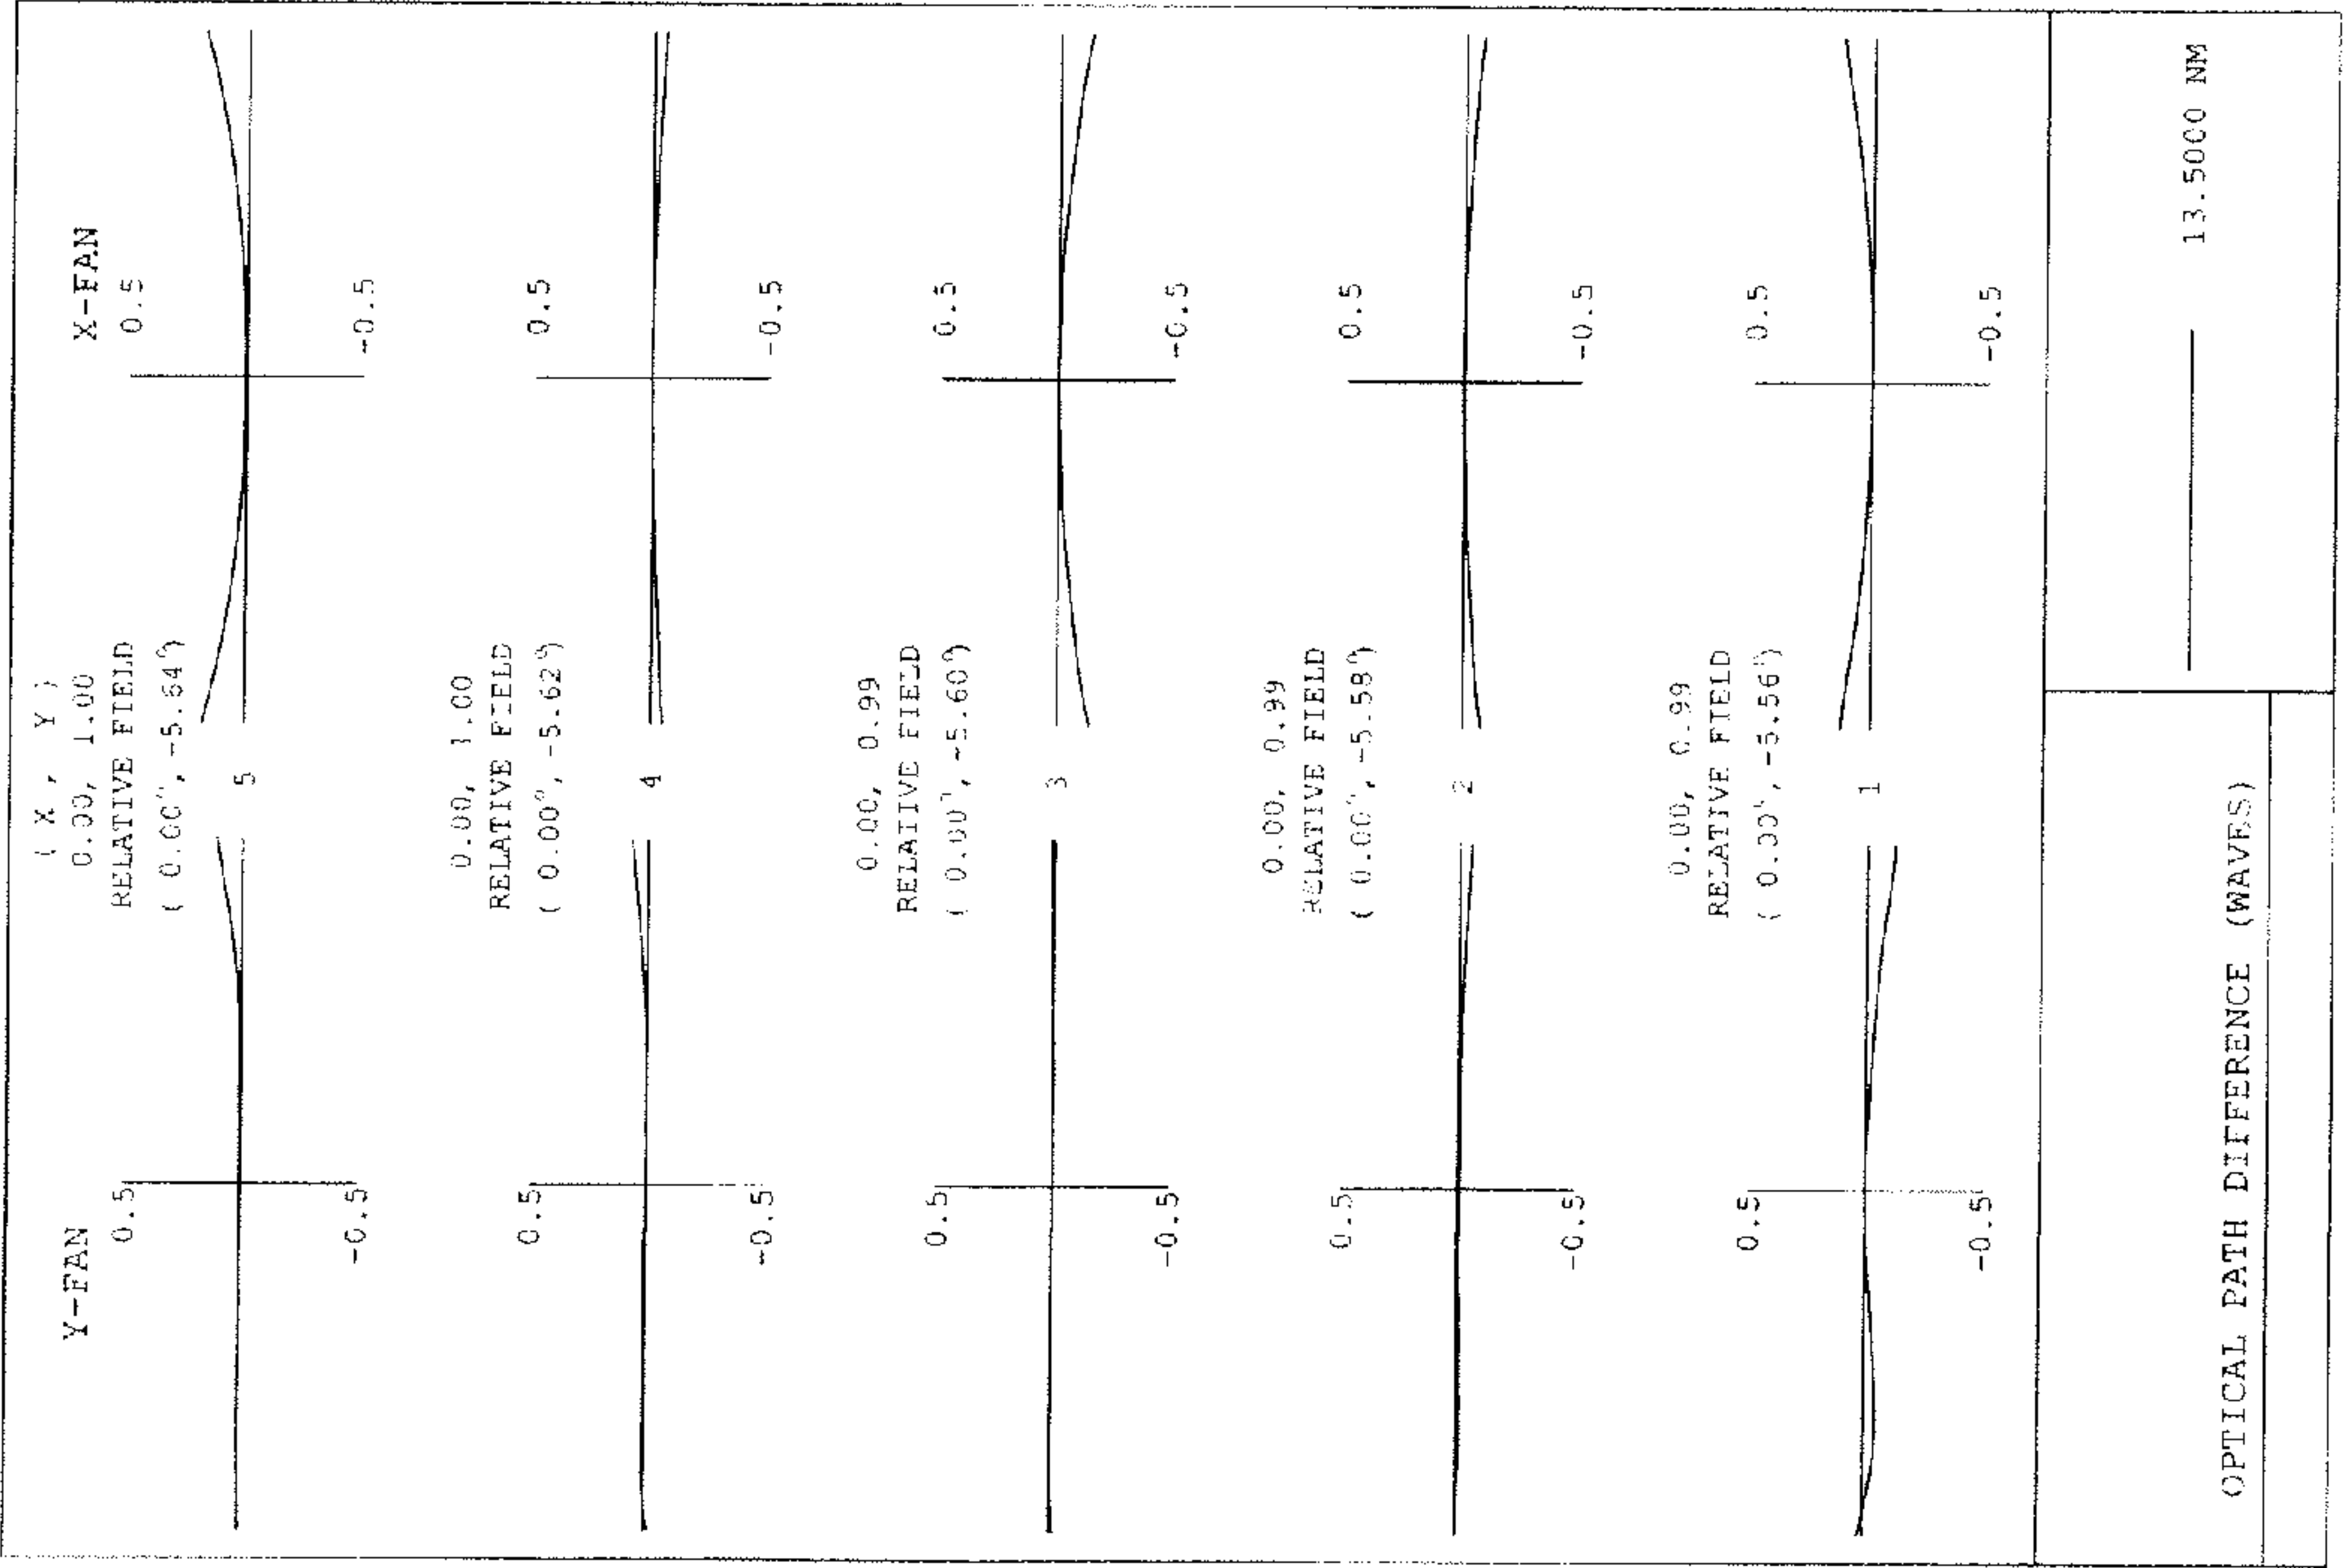 Y-FAN ( X , Y ) X-FAN
0.00, 1.00
0.5 RELATIVE FIELD 0.5
( 0.00°, -5.64°)
5
-0.5 -0.5
0.00, 1.00
0.5 RELATIVE FIELD 0.5
( 0.00°, -5.62°)
4
-0.5 -0.5
0.00, 0.99
0.5 RELATIVE FIELD 0.5
( 0.00°, -5.60°)
3
-0.5 -0.5
0.00, 0.99
0.5 RELATIVE FIELD 0.5
( 0.00°, -5.58°)
2
-0.5 -0.5
0.00, 0.99
0.5 RELATIVE FIELD 0.5
( 0.00°, -5.56°)
1
-0.5 -0.5
13.5000 NM
OPTICAL PATH DIFFERENCE (WAVES)